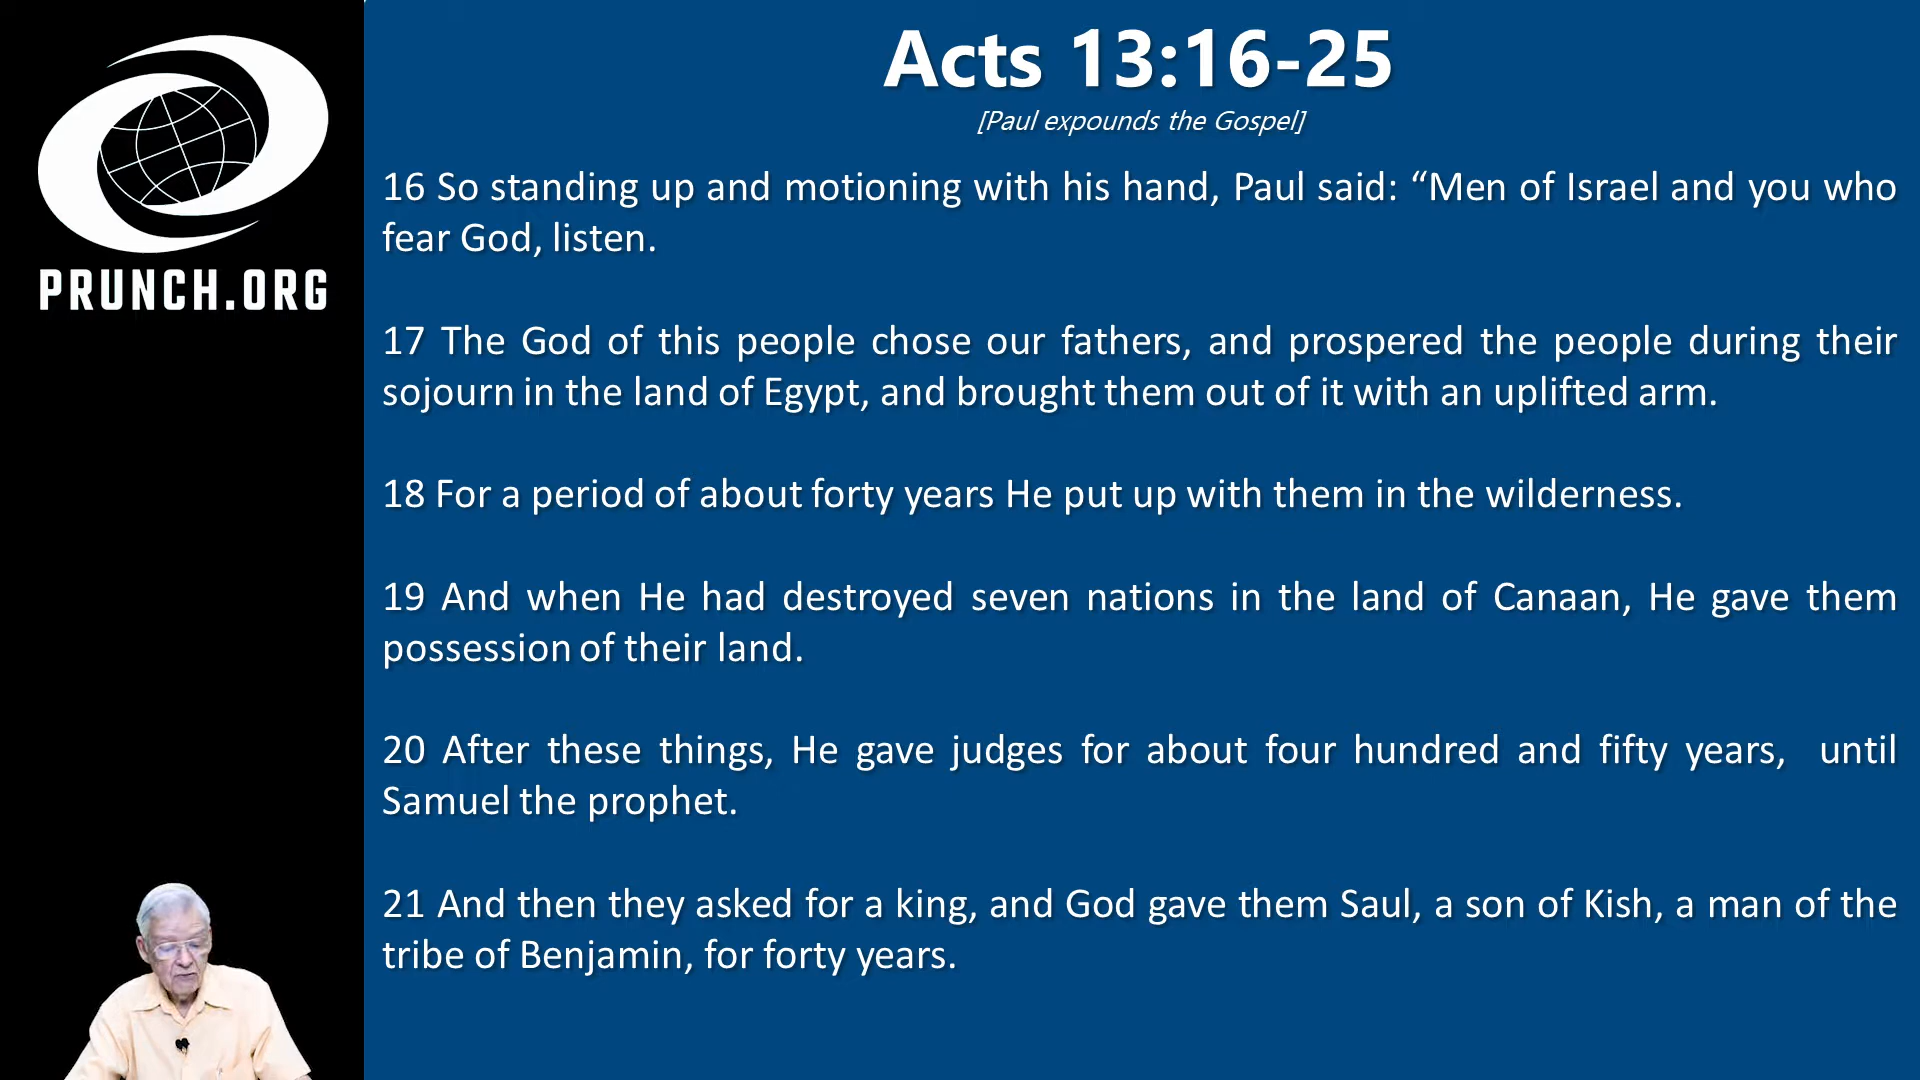 PRUNCH.ORG
Acts 13:16-25
[Paul expounds the Gospel]
16 So standing up and motioning with his hand, Paul said: “Men of Israel and you who
fear God, listen.
17 The God of this people chose our fathers, and prospered the people during their
sojourn in the land of Egypt, and brought them out of it with an uplifted arm.
18 For a period of about forty years He put up with them in the wilderness.
19 And when He had destroyed seven nations in the land of Canaan, He gave them
possession of their land.
20 After these things, He gave judges for about four hundred and fifty years,  until
Samuel the prophet.
21 And then they asked for a king, and God gave them Saul, a son of Kish, a man of the
tribe of Benjamin, for forty years.